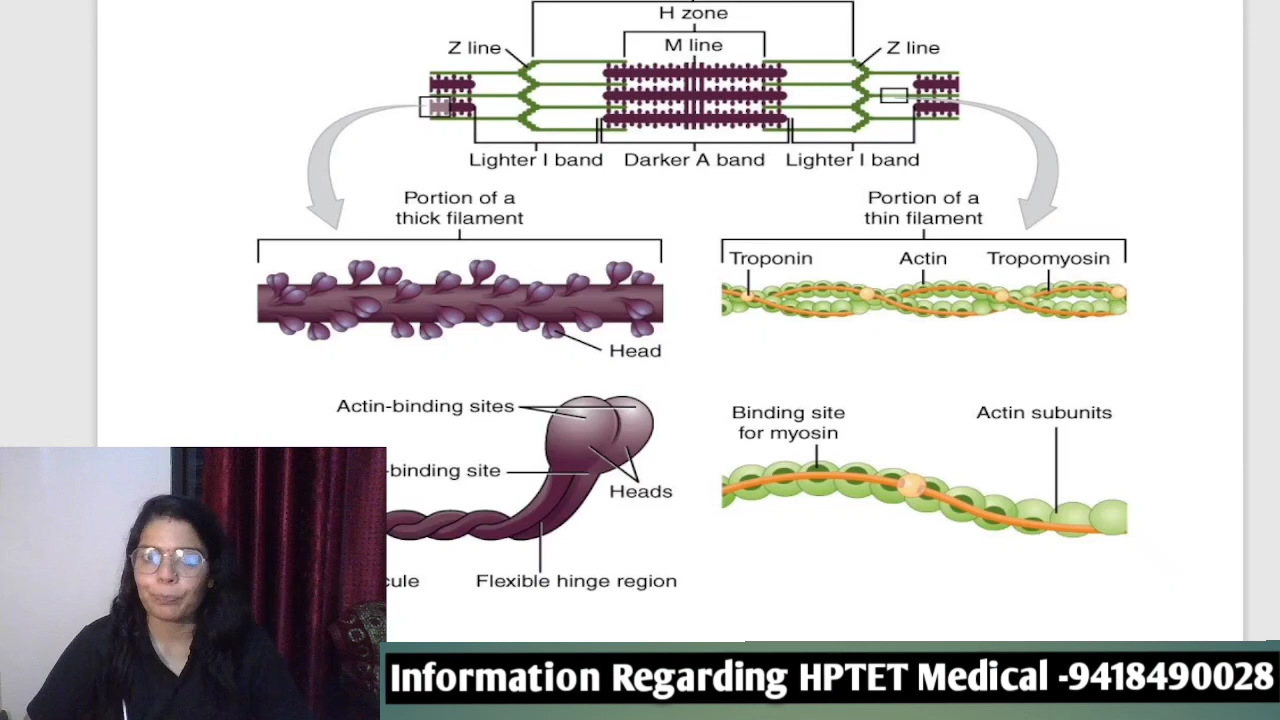 H zone
M line
Z line
Z line
Lighter I band
Darker A band
Lighter I band
Portion of a
thick filament
Portion of a
thin filament
Troponin
Actin
Tropomyosin
Head
Actin-binding sites
-binding site
Heads
cule
Flexible hinge region
Binding site
for myosin
Actin subunits
Information Regarding HPTET Medical -9418490028